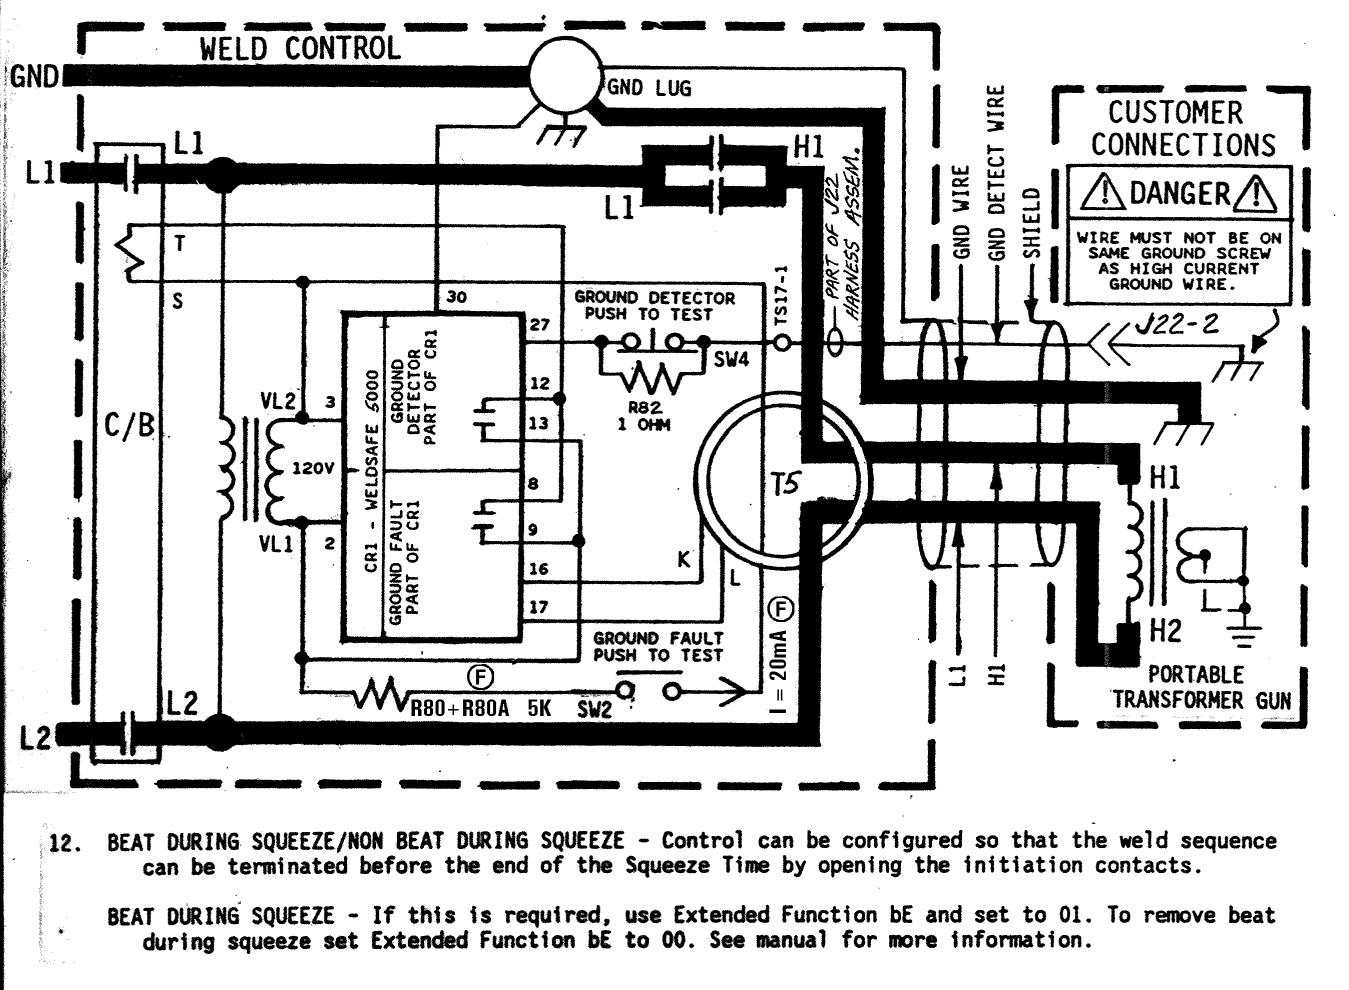 WELD CONTROL
GND
GND LUG
L1
L1
H1
L1
PART OF J22
HARNESS ASSEM.
GND WIRE
GND DETECT WIRE
SHIELD
CUSTOMER
CONNECTIONS
DANGER
WIRE MUST NOT BE ON
SAME GROUND SCREW
AS HIGH CURRENT
GROUND WIRE.
J22-2
T
S
C/B
VL2
120V
VL1
3
2
30
CR1 - WELDSAFE 5000
GROUND
DETECTOR
PART OF CR1
GROUND FAULT
PART OF CR1
27
12
13
8
9
16
17
GROUND DETECTOR
PUSH TO TEST
SW4
R82
1 OHM
TS17-1
T5
K
L
GROUND FAULT
PUSH TO TEST
F
R80+R80A 5K
SW2
I = 20mA F
L1
H1
H1
H2
PORTABLE
TRANSFORMER GUN
L2
L2
12. BEAT DURING SQUEEZE/NON BEAT DURING SQUEEZE - Control can be configured so that the weld sequence
can be terminated before the end of the Squeeze Time by opening the initiation contacts.
BEAT DURING SQUEEZE - If this is required, use Extended Function bE and set to 01. To remove beat
during squeeze set Extended Function bE to 00. See manual for more information.